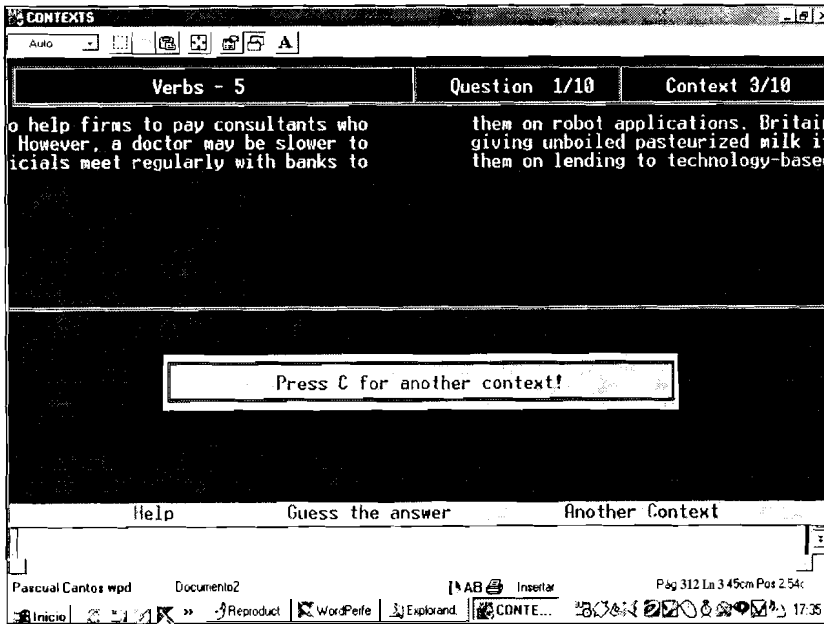 CONTEXTS
Auto A
Verbs - 5 Question 1/10 Context 3/10
o help firms to pay consultants who them on robot applications. Britain
However, a doctor may be slower to giving unboiled pasteurized milk i
icials meet regularly with banks to them on lending to technology-based
Press C for another context!
Help Guess the answer Another Context
Pascual Cantos wpd Documento2 AB Insertar Pág 312 Ln 3.45cm Pos 2.54c
Inicio » Reproduct WordPerfe Explorand. CONTE... 17:35